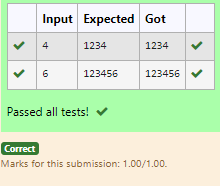 Input Expected Got
4 1234 1234
6 123456 123456
Passed all tests!
Correct
Marks for this submission: 1.00/1.00.